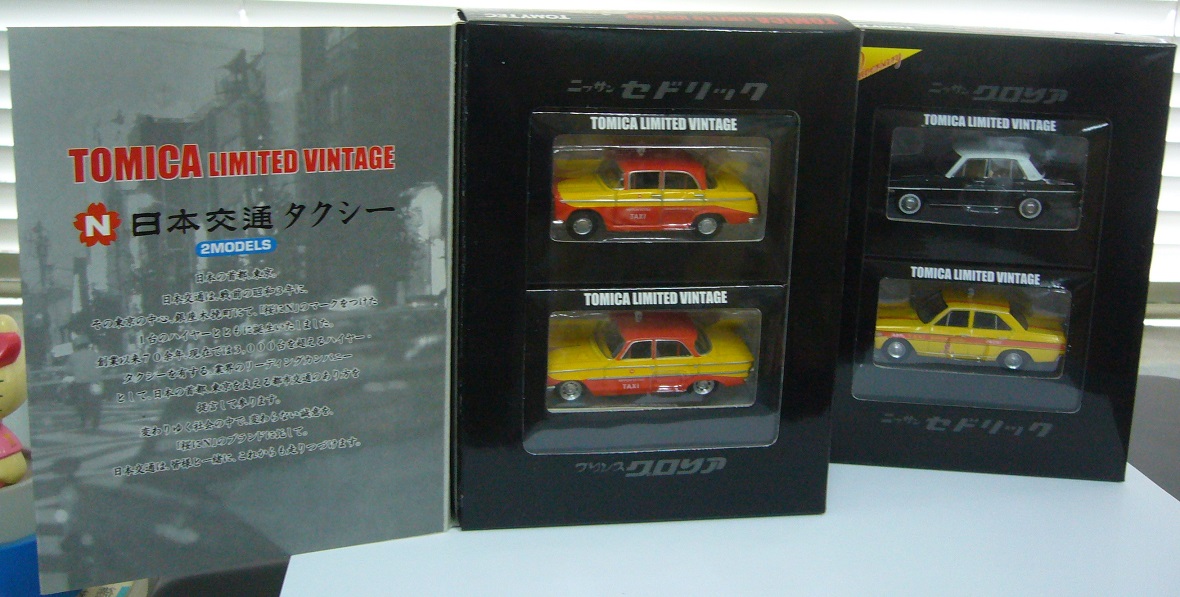 TOMICA LIMITED VINTAGE
N 日本交通タクシー
2MODELS
日本の首都、東京。
日本交通は、戦前の昭和3年に、
その東京の中心、銀座木挽町にて、「桜にN」のマークをつけた
1台のハイヤーとともに誕生いたしました。
創業以来70余年、現在では3,000台を超えるハイヤー・
タクシーを有する、業界のリーディングカンパニー
として、日本の首都、東京を支える都市交通のあり方を
提言して参ります。
変わりゆく社会の中で、変わらない誠意を、
「桜にN」のブランドに託して。
日本交通は、皆様と一緒に、これからも走りつづけます。
TOMYTEC
TOMICA LIMITED VINTAGE
ニッサン セドリック
TOMICA LIMITED VINTAGE
TAXI
TOMICA LIMITED VINTAGE
TAXI
プリンス グロリア
ニッサン グロリア
TOMICA LIMITED VINTAGE
TOMICA LIMITED VINTAGE
ニッサン セドリック